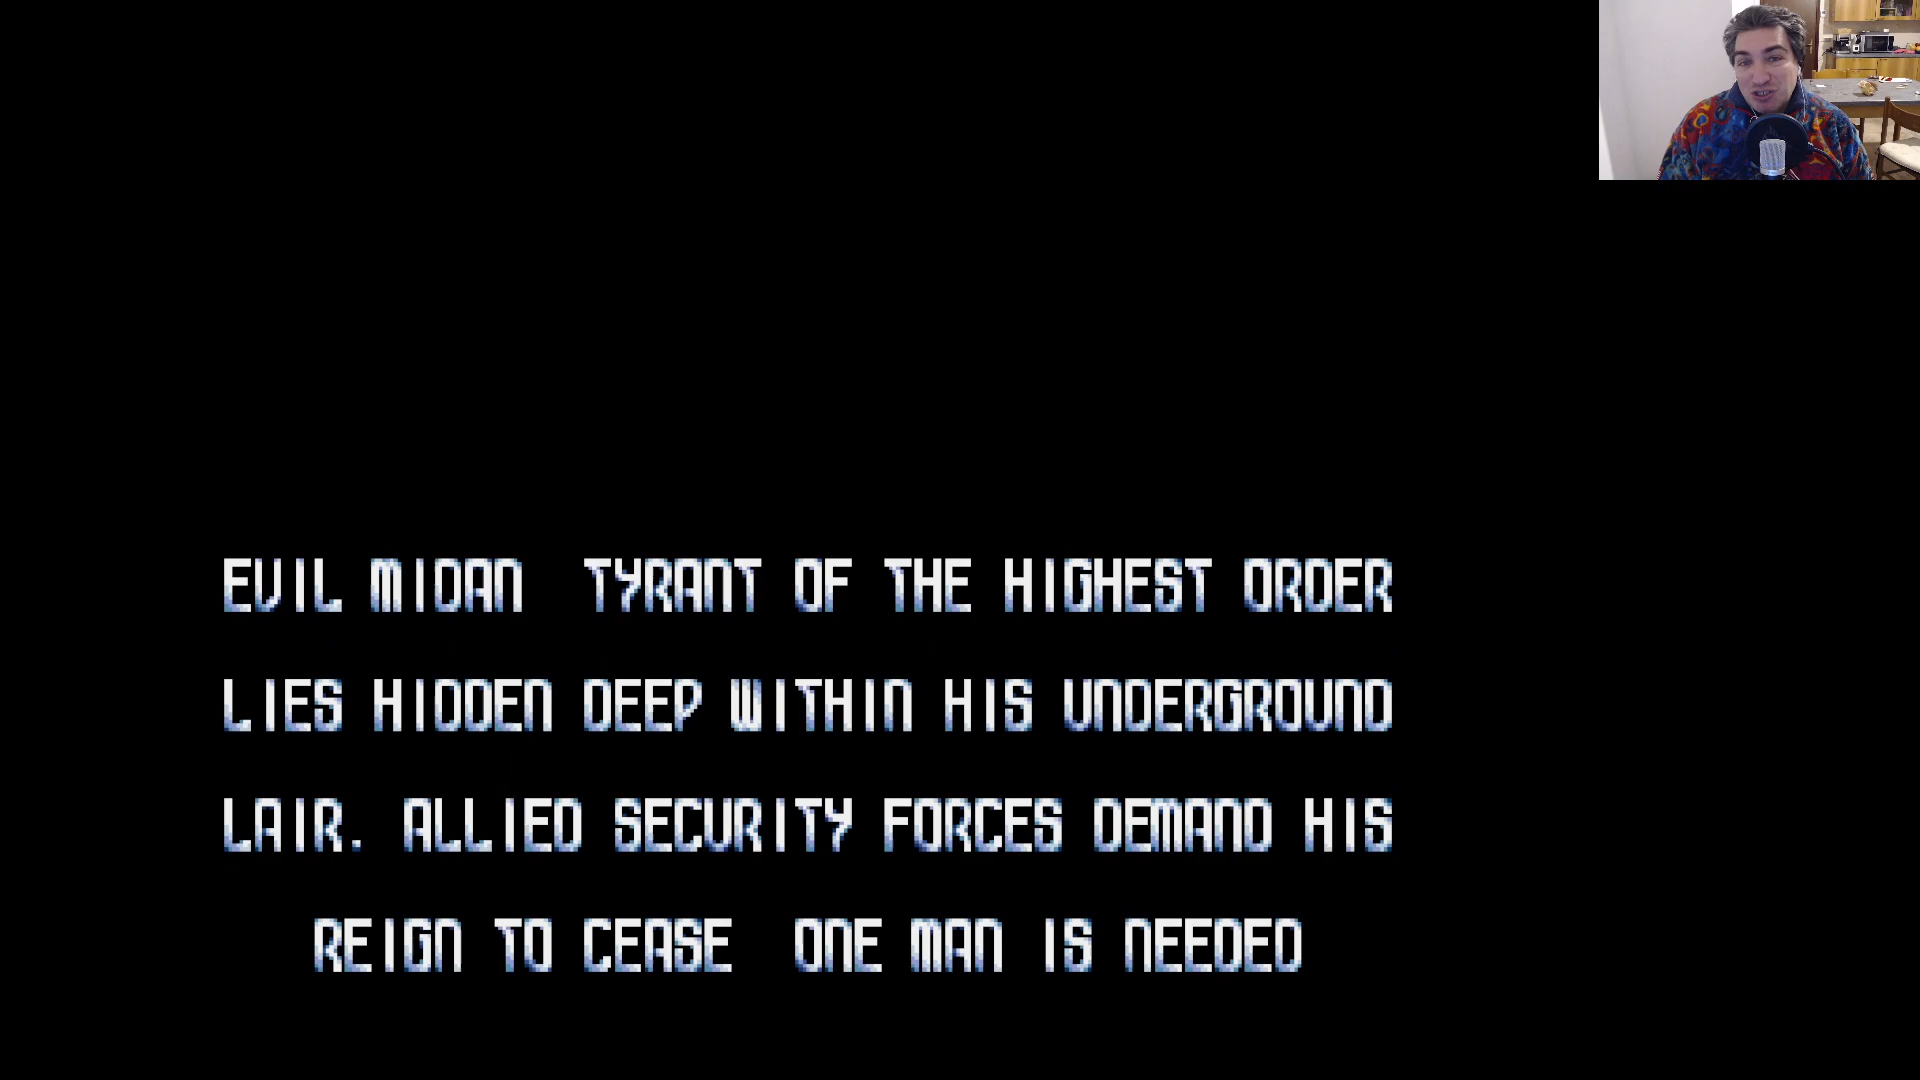 EVIL MIDAN  TYRANT OF THE HIGHEST ORDER
LIES HIDDEN DEEP WITHIN HIS UNDERGROUND
LAIR. ALLIED SECURITY FORCES DEMAND HIS
REIGN TO CEASE  ONE MAN IS NEEDED